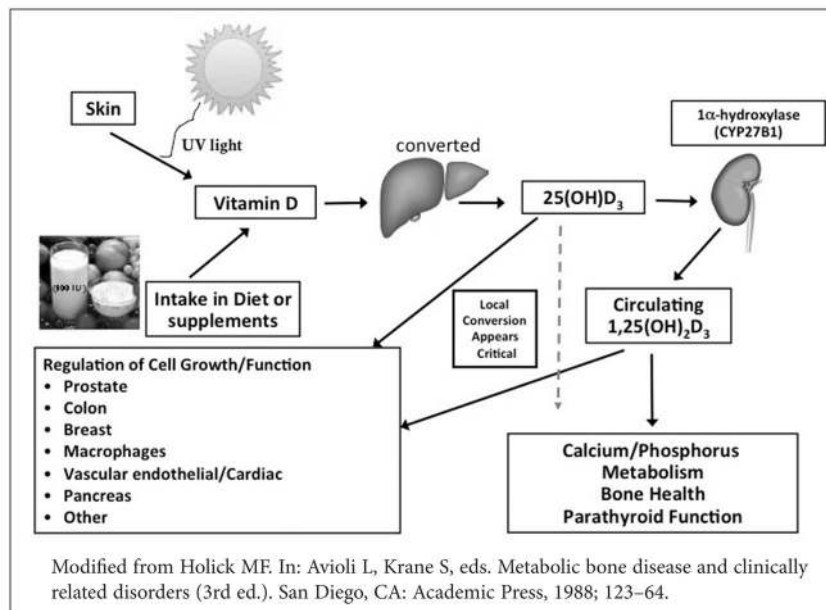 Skin
UV light
converted
1α-hydroxylase
(CYP27B1)
Vitamin D
25(OH)D₃
Intake in Diet or
supplements
Local
Conversion
Appears
Critical
Circulating
1,25(OH)₂D₃
Regulation of Cell Growth/Function
• Prostate
• Colon
• Breast
• Macrophages
• Vascular endothelial/Cardiac
• Pancreas
• Other
Calcium/Phosphorus
Metabolism
Bone Health
Parathyroid Function
Modified from Holick MF. In: Avioli L, Krane S, eds. Metabolic bone disease and clinically
related disorders (3rd ed.). San Diego, CA: Academic Press, 1988; 123–64.